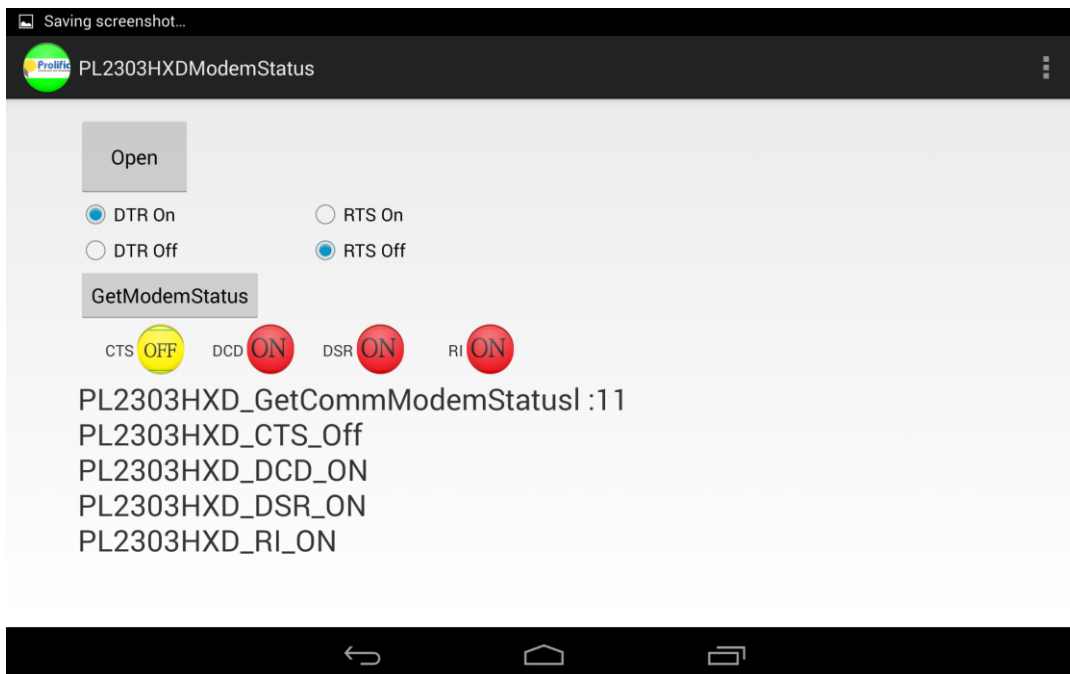 Saving screenshot...
Prolific PL2303HXDModemStatus
Open
DTR On RTS On
DTR Off RTS Off
GetModemStatus
CTS OFF DCD ON DSR ON RI ON
PL2303HXD_GetCommModemStatusl :11
PL2303HXD_CTS_Off
PL2303HXD_DCD_ON
PL2303HXD_DSR_ON
PL2303HXD_RI_ON